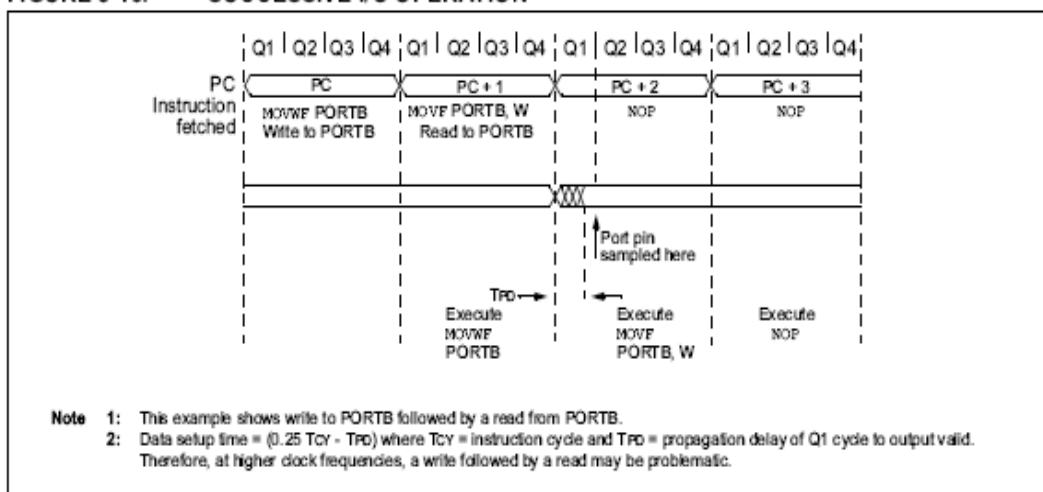 Q1 Q2 Q3 Q4 Q1 Q2 Q3 Q4 Q1 Q2 Q3 Q4 Q1 Q2 Q3 Q4
PC PC PC + 1 PC + 2 PC + 3
Instruction fetched
MOVWF PORTB
Write to PORTB
MOVF PORTB, W
Read to PORTB
NOP
NOP
Port pin
sampled here
TPD
Execute
MOVWF
PORTB
Execute
MOVF
PORTB, W
Execute
NOP
Note 1: This example shows write to PORTB followed by a read from PORTB.
2: Data setup time = (0.25 TCY - TPD) where TCY = instruction cycle and TPD = propagation delay of Q1 cycle to output valid.
Therefore, at higher clock frequencies, a write followed by a read may be problematic.